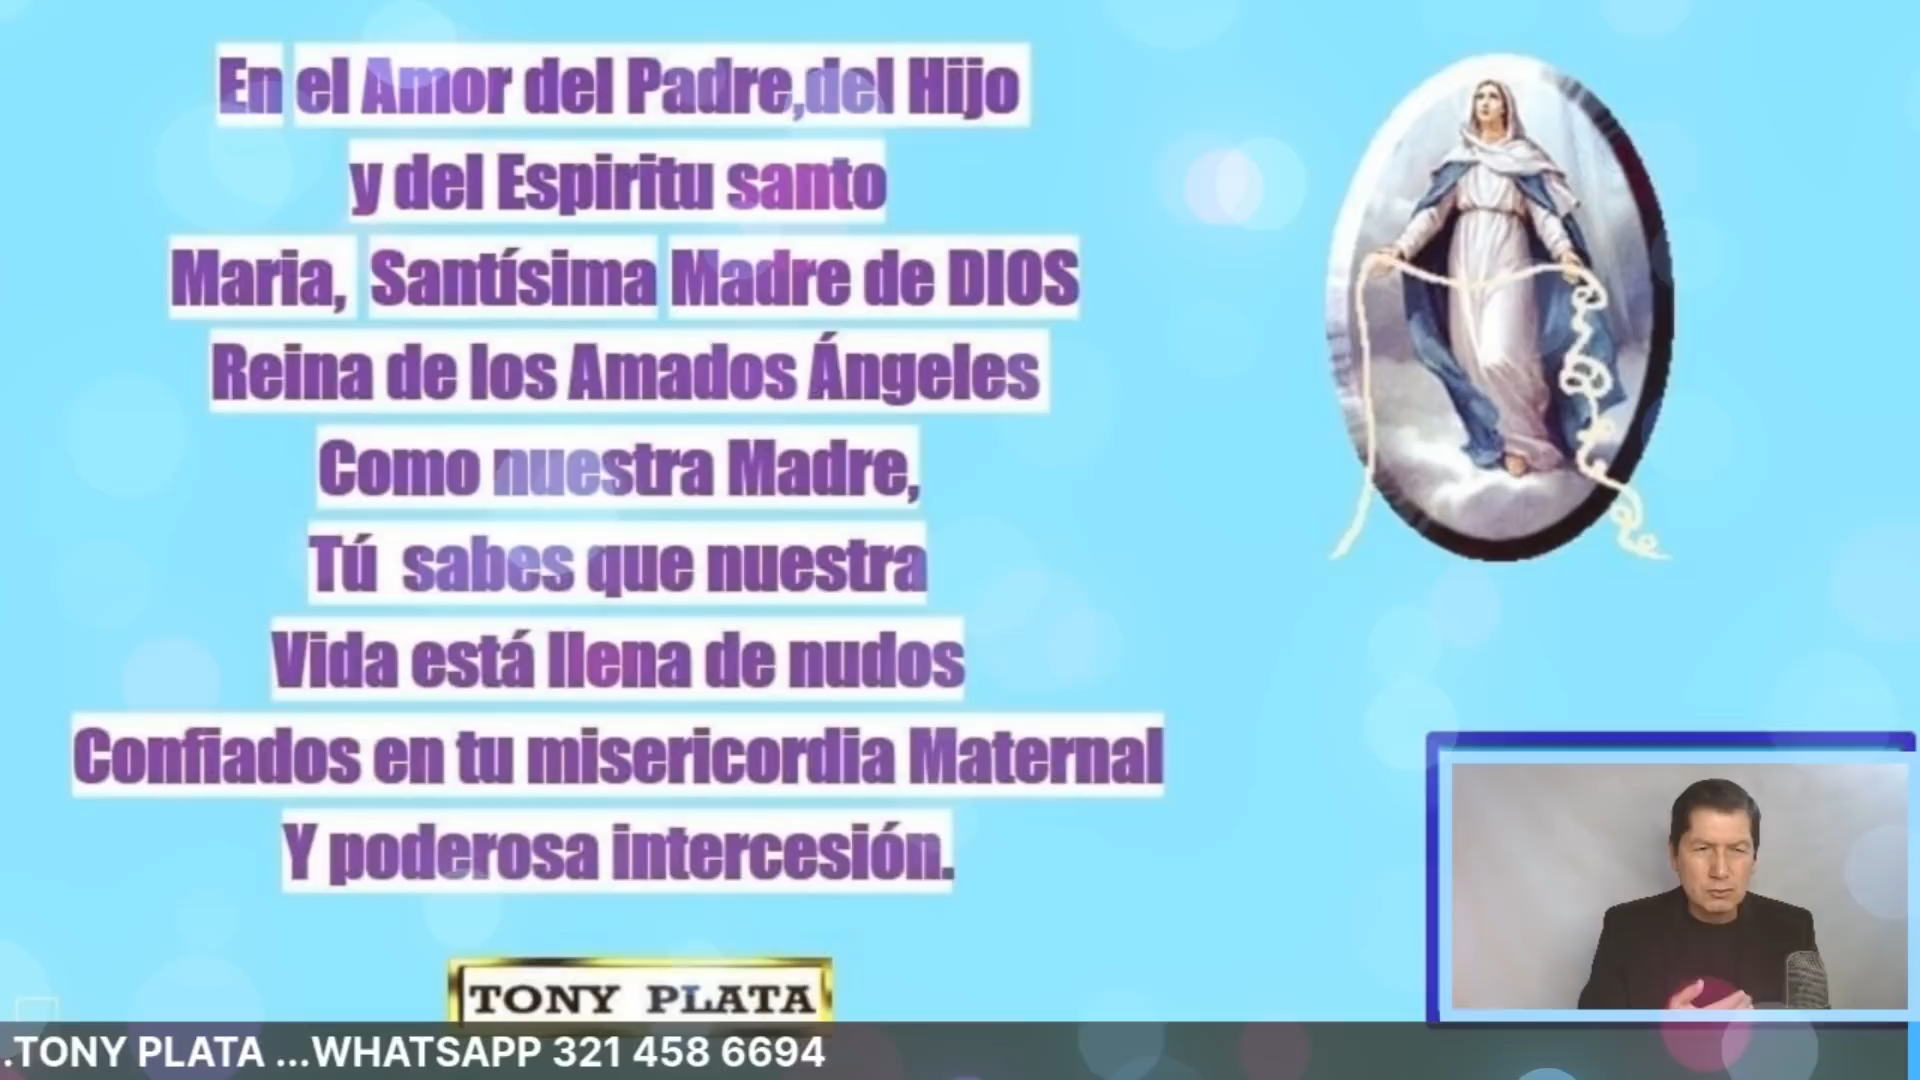 En el Amor del Padre,del Hijo
y del Espiritu santo
Maria, Santísima Madre de DIOS
Reina de los Amados Ángeles
Como nuestra Madre,
Tú sabes que nuestra
Vida está llena de nudos
Confiados en tu misericordia Maternal
Y poderosa intercesión.
TONY PLATA
.TONY PLATA ...WHATSAPP 321 458 6694